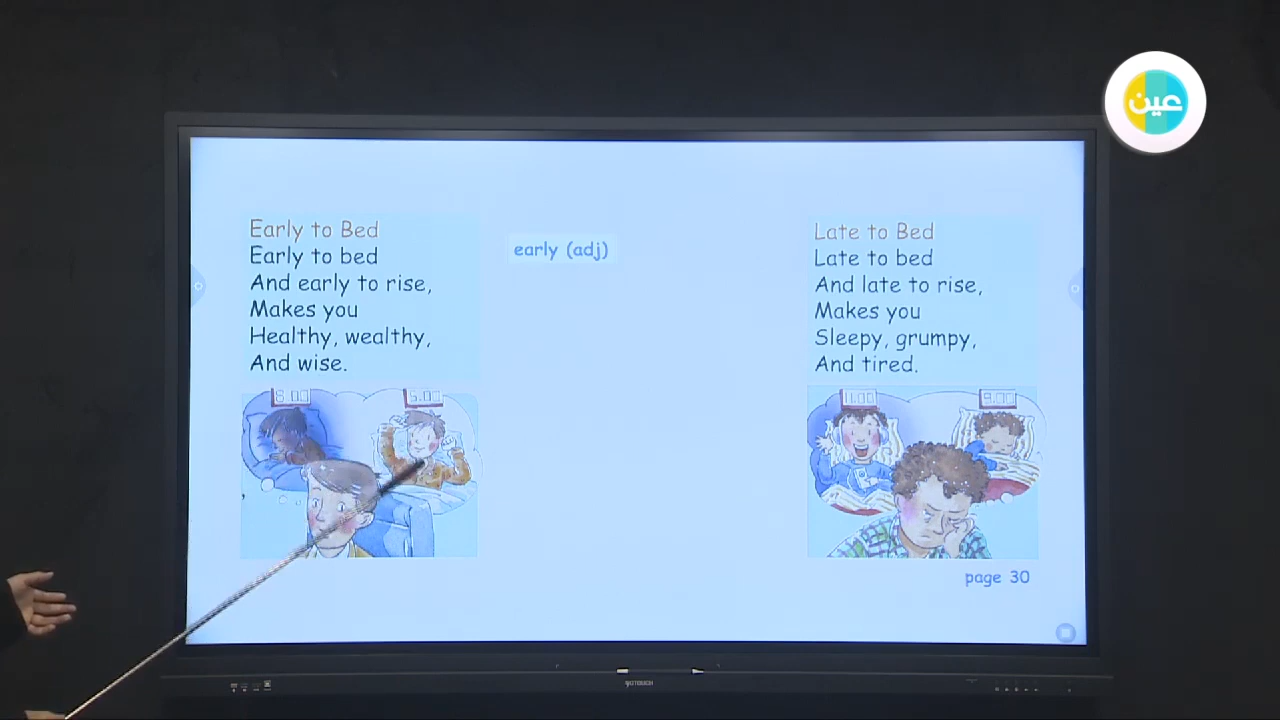 عين
Early to Bed
Early to bed
And early to rise,
Makes you
Healthy, wealthy,
And wise.
8.00
5.00
early (adj)
Late to Bed
Late to bed
And late to rise,
Makes you
Sleepy, grumpy,
And tired.
11.00
9.00
page 30